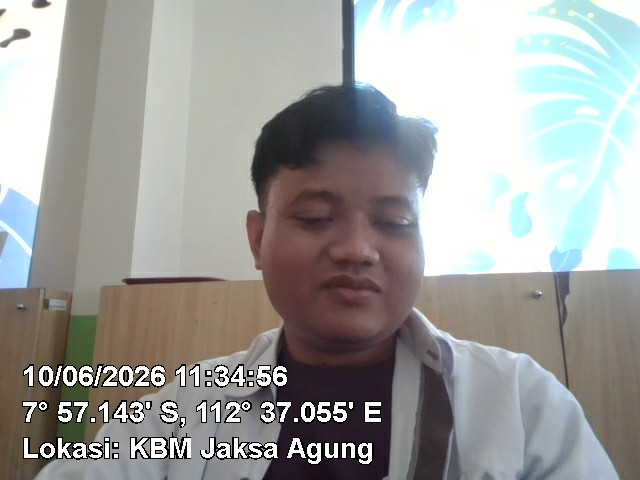 10/06/2026 11:34:56
7° 57.143' S, 112° 37.055' E
Lokasi: KBM Jaksa Agung